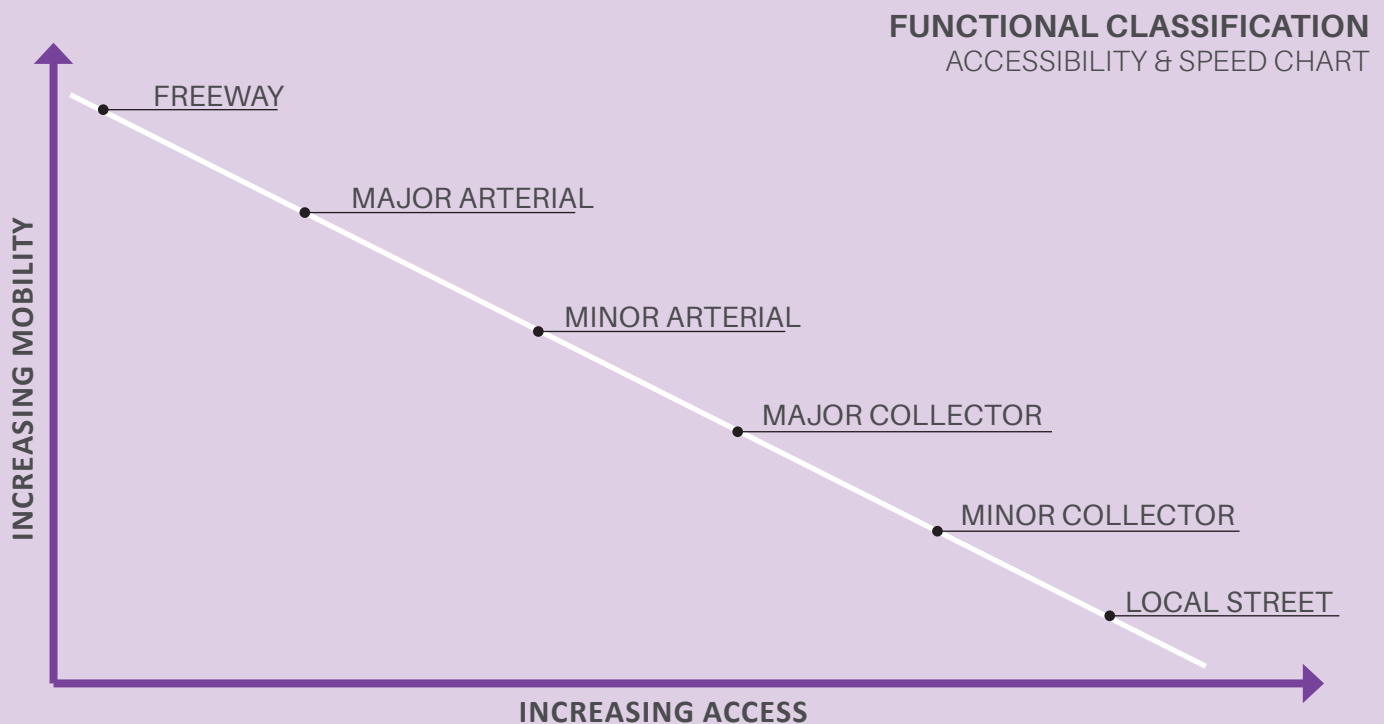 FUNCTIONAL CLASSIFICATION
ACCESSIBILITY & SPEED CHART
FREEWAY
MAJOR ARTERIAL
MINOR ARTERIAL
MAJOR COLLECTOR
MINOR COLLECTOR
LOCAL STREET
INCREASING MOBILITY
INCREASING ACCESS